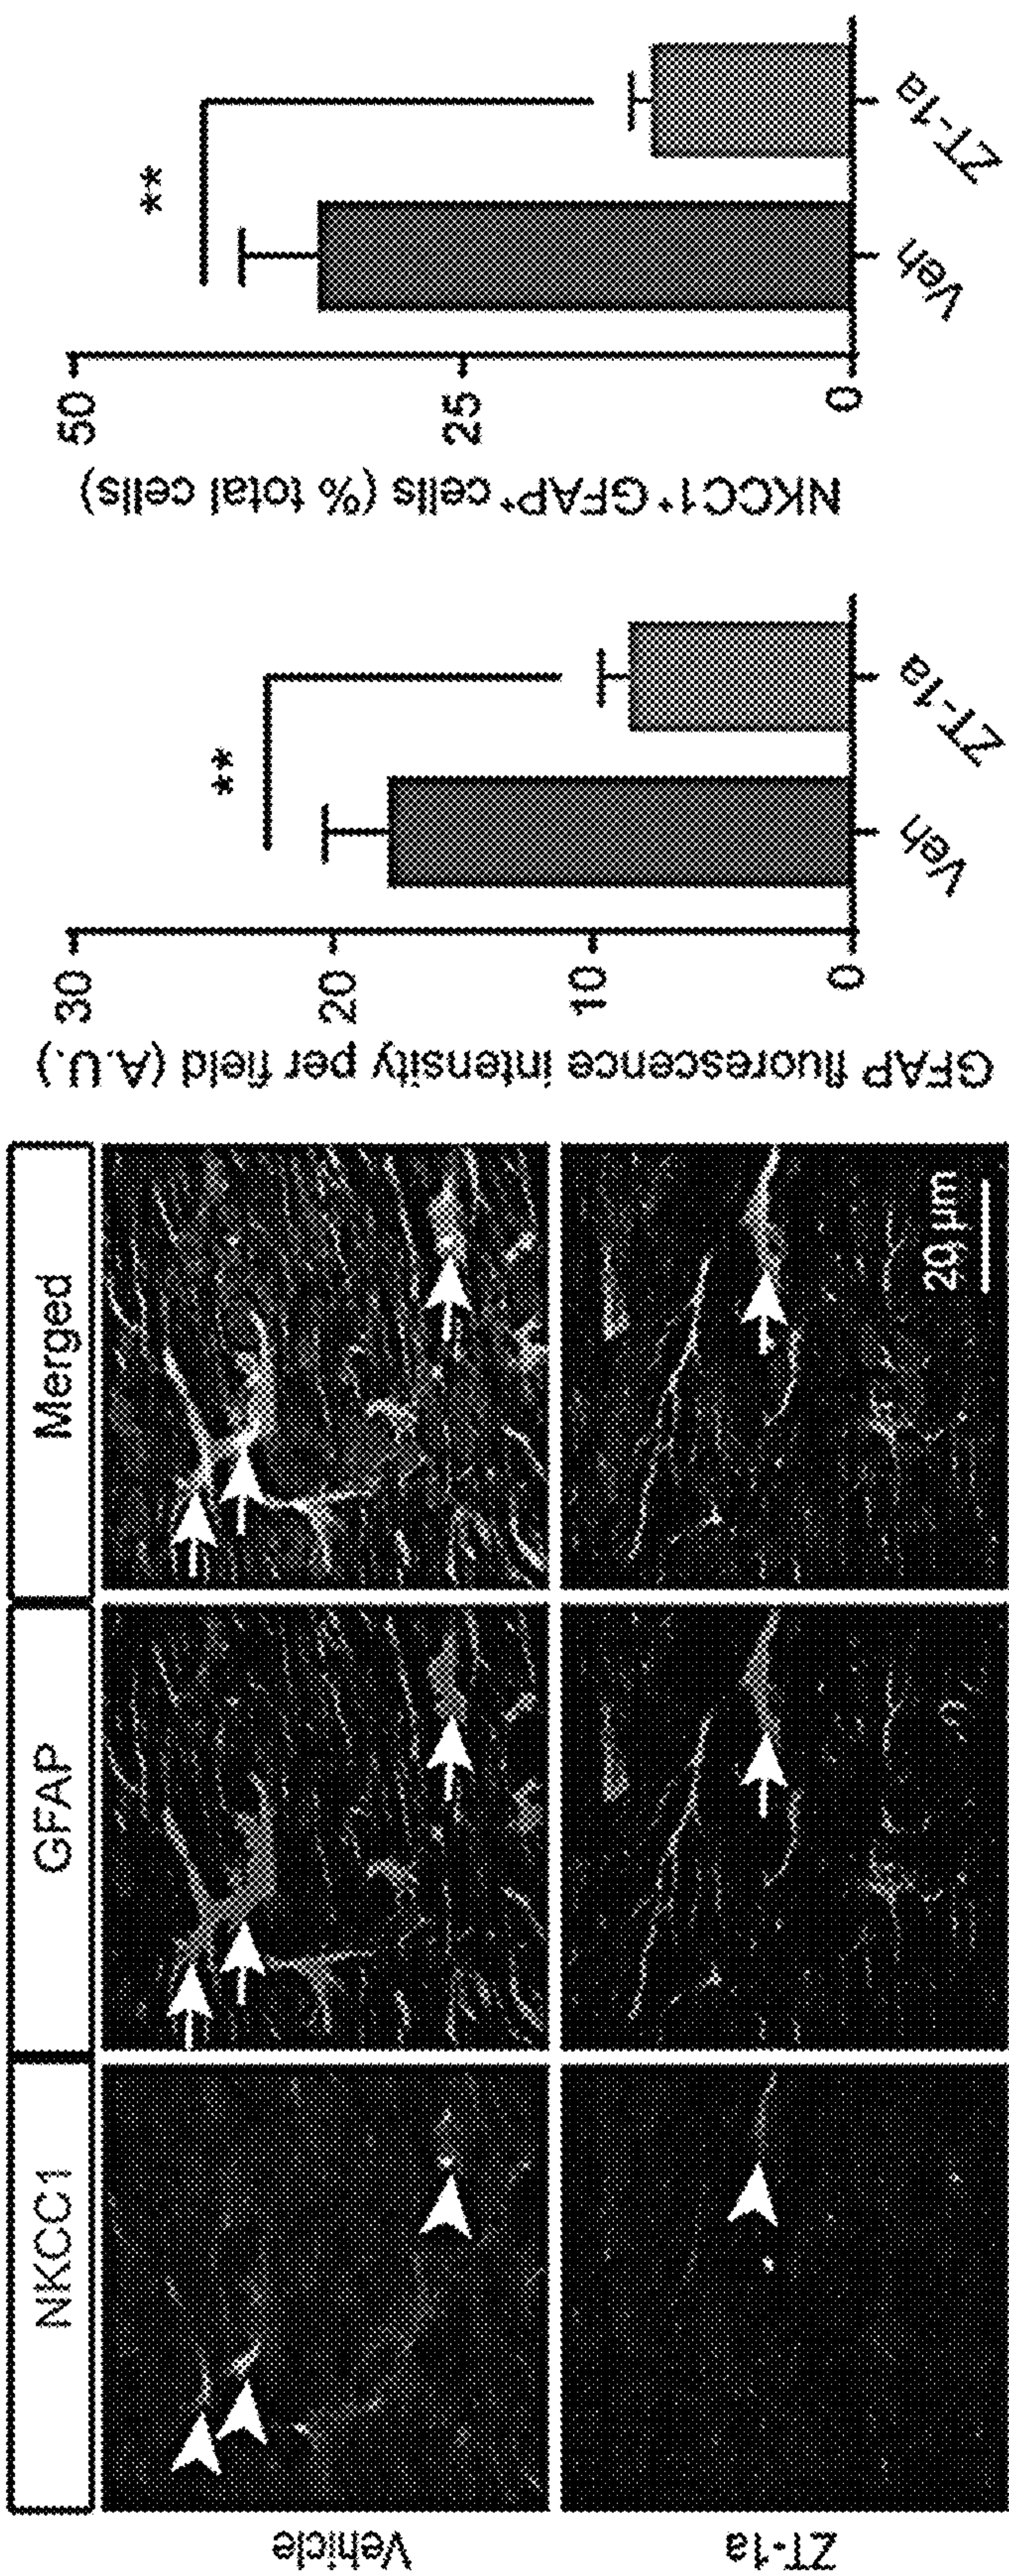 NKCC1
GFAP
Merged
Vehicle
ZT-1a
20 µm
GFAP fluorescence intensity per field (A.U.)
30
20
10
0
**
Veh
ZT-1a
NKCC1⁺GFAP⁺ cells (% total cells)
50
25
0
**
Veh
ZT-1a